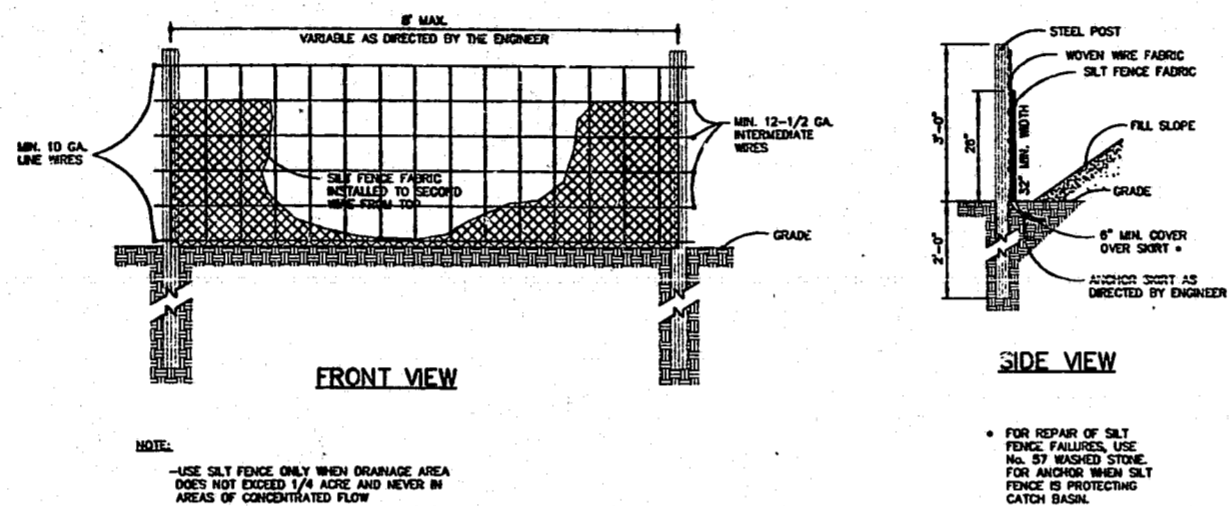 8' MAX.
VARIABLE AS DIRECTED BY THE ENGINEER
MIN. 10 GA.
LINE WIRES
MIN. 12-1/2 GA.
INTERMEDIATE
WIRES
SILT FENCE FABRIC
INSTALLED TO SECOND
WIRE FROM TOP
GRADE
FRONT VIEW
NOTE:
-USE SILT FENCE ONLY WHEN DRAINAGE AREA
DOES NOT EXCEED 1/4 ACRE AND NEVER IN
AREAS OF CONCENTRATED FLOW
STEEL POST
WOVEN WIRE FABRIC
SILT FENCE FABRIC
FILL SLOPE
GRADE
3'-0"
28"
32" MIN. WIDTH
2'-0"
6" MIN. COVER
OVER SKIRT •
ANCHOR SKIRT AS
DIRECTED BY ENGINEER
SIDE VIEW
• FOR REPAIR OF SILT
FENCE FAILURES, USE
No. 57 WASHED STONE.
FOR ANCHOR WHEN SILT
FENCE IS PROTECTING
CATCH BASIN.